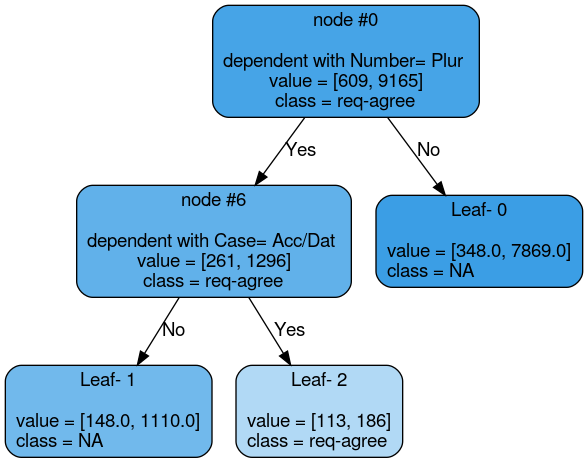 node #0
dependent with Number= Plur
value = [609, 9165]
class = req-agree
Yes
No
node #6
dependent with Case= Acc/Dat
value = [261, 1296]
class = req-agree
Leaf- 0
value = [348.0, 7869.0]
class = NA
No
Yes
Leaf- 1
value = [148.0, 1110.0]
class = NA
Leaf- 2
value = [113, 186]
class = req-agree